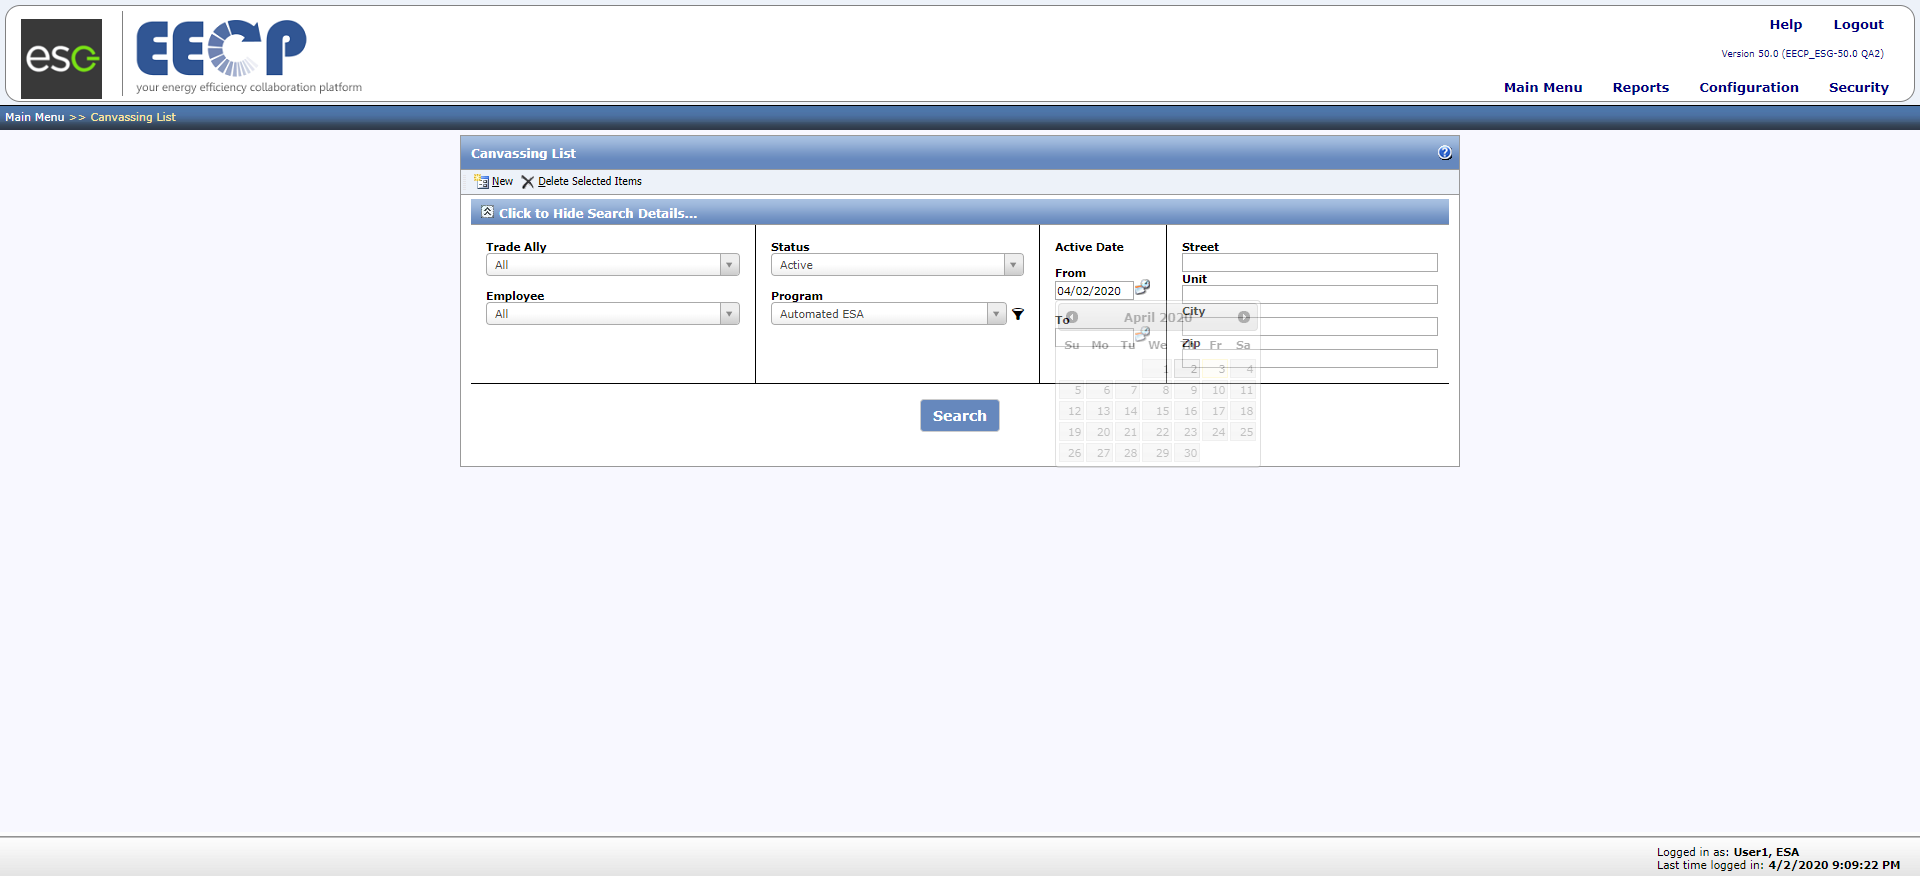 esc
EECP
your energy efficiency collaboration platform
Help Logout
Version 50.0 (EECP_ESG-50.0 QA2)
Main Menu Reports Configuration Security
Main Menu >> Canvassing List
Canvassing List
New Delete Selected Items
Click to Hide Search Details...
Trade Ally
All
Employee
All
Status
Active
Program
Automated ESA
Active Date
From
04/02/2020
To
Street
Unit
City
Zip
April 2020
Su Mo Tu We Fr Sa
1 2 3 4
5 6 7 8 9 10 11
12 13 14 15 16 17 18
19 20 21 22 23 24 25
26 27 28 29 30
Search
Logged in as: User1, ESA
Last time logged in: 4/2/2020 9:09:22 PM